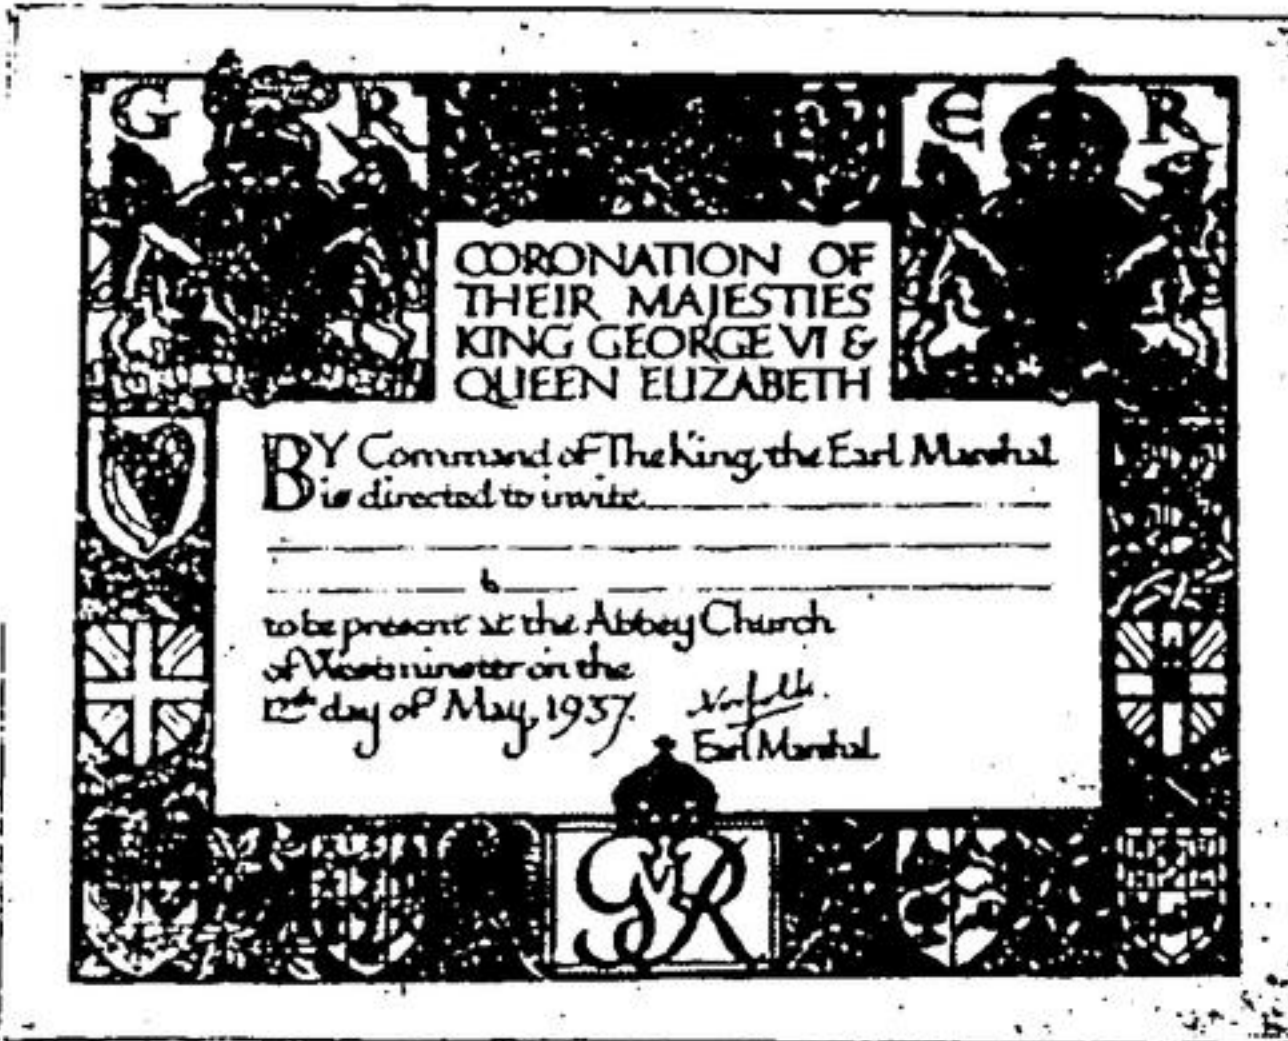 G R
E R
CORONATION OF
THEIR MAJESTIES
KING GEORGE VI &
QUEEN ELIZABETH
BY Command of The King, the Earl Marshal
is directed to invite
to be present at the Abbey Church
of Westminster on the
12th day of May, 1937.
Norfolk.
Earl Marshal
G VI R